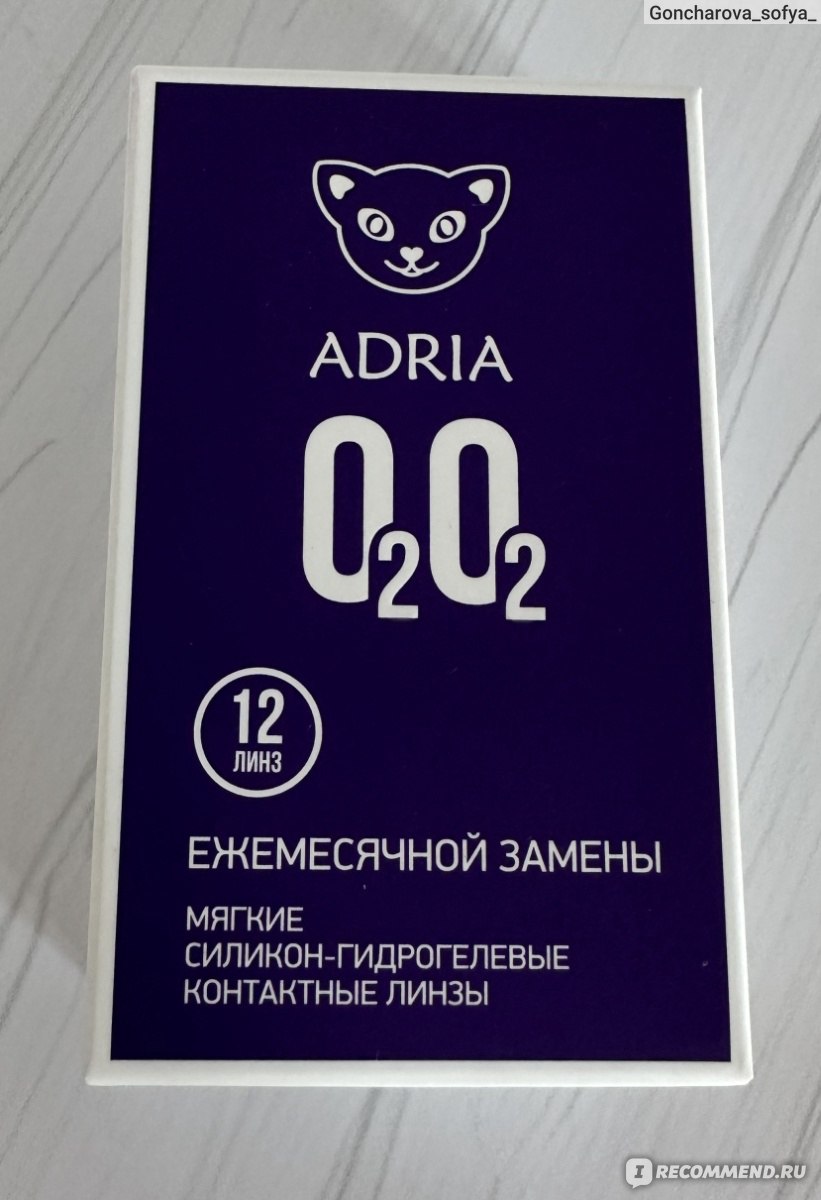 Goncharova_sofya_
ADRIA
O₂O₂
12
ЛИНЗ
ЕЖЕМЕСЯЧНОЙ ЗАМЕНЫ
МЯГКИЕ
СИЛИКОН-ГИДРОГЕЛЕВЫЕ
КОНТАКТНЫЕ ЛИНЗЫ
IRECOMMEND.RU